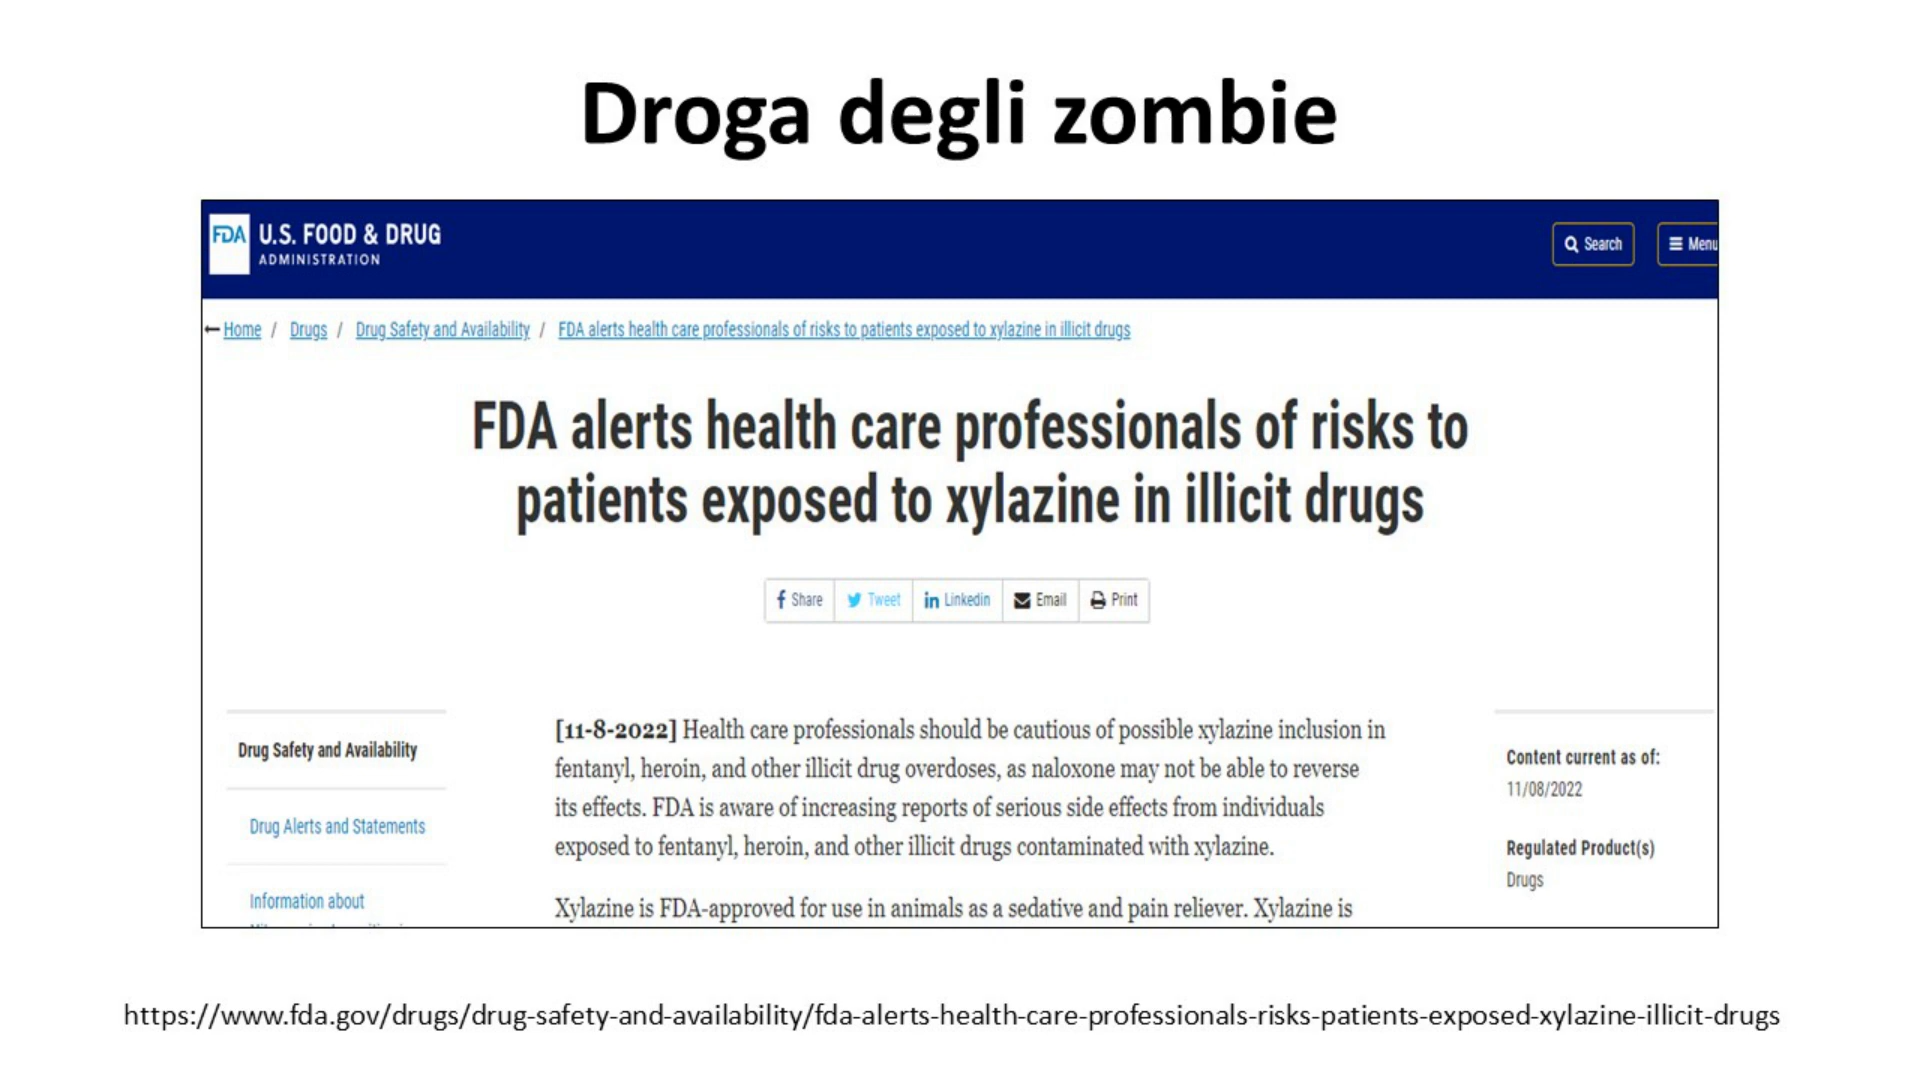 Droga degli zombie
FDA U.S. FOOD & DRUG
ADMINISTRATION
Search
Menu
Home / Drugs / Drug Safety and Availability / FDA alerts health care professionals of risks to patients exposed to xylazine in illicit drugs
FDA alerts health care professionals of risks to
patients exposed to xylazine in illicit drugs
Share Tweet Linkedin Email Print
Drug Safety and Availability
Drug Alerts and Statements
Information about
[11-8-2022] Health care professionals should be cautious of possible xylazine inclusion in
fentanyl, heroin, and other illicit drug overdoses, as naloxone may not be able to reverse
its effects. FDA is aware of increasing reports of serious side effects from individuals
exposed to fentanyl, heroin, and other illicit drugs contaminated with xylazine.
Xylazine is FDA-approved for use in animals as a sedative and pain reliever. Xylazine is
Content current as of:
11/08/2022
Regulated Product(s)
Drugs
https://www.fda.gov/drugs/drug-safety-and-availability/fda-alerts-health-care-professionals-risks-patients-exposed-xylazine-illicit-drugs